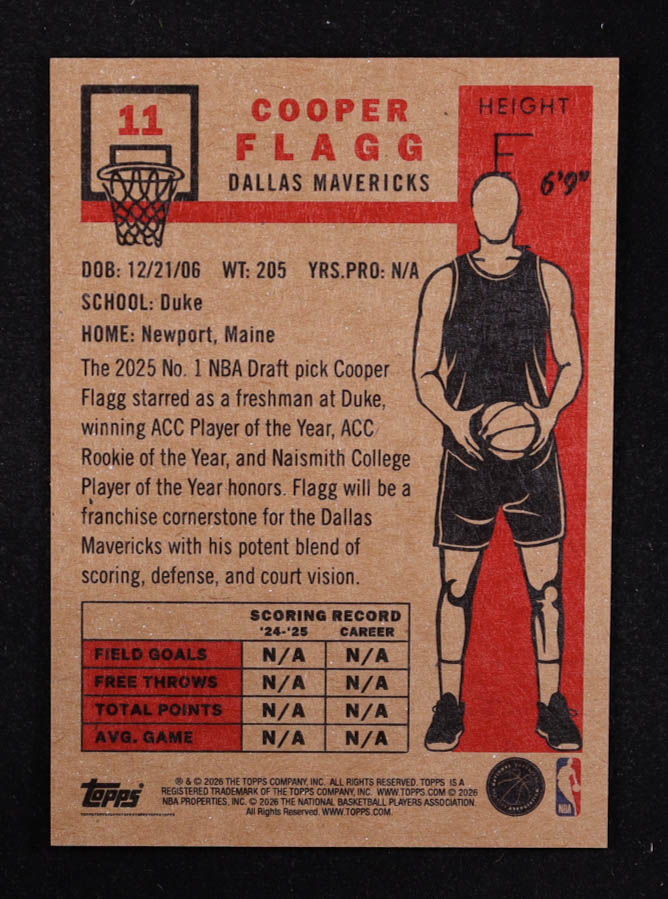 11
COOPER
FLAGG
DALLAS MAVERICKS
HEIGHT
6'9"
DOB: 12/21/06 WT: 205 YRS.PRO: N/A
SCHOOL: Duke
HOME: Newport, Maine
The 2025 No. 1 NBA Draft pick Cooper
Flagg starred as a freshman at Duke,
winning ACC Player of the Year, ACC
Rookie of the Year, and Naismith College
Player of the Year honors. Flagg will be a
franchise cornerstone for the Dallas
Mavericks with his potent blend of
scoring, defense, and court vision.
SCORING RECORD
'24-'25 CAREER
FIELD GOALS N/A N/A
FREE THROWS N/A N/A
TOTAL POINTS N/A N/A
AVG. GAME N/A N/A
topps
® & © 2026 THE TOPPS COMPANY, INC. ALL RIGHTS RESERVED. TOPPS IS A
REGISTERED TRADEMARK OF THE TOPPS COMPANY, INC. WWW.TOPPS.COM © 2026
NBA PROPERTIES, INC. © 2026 THE NATIONAL BASKETBALL PLAYERS ASSOCIATION.
All Rights Reserved. WWW.TOPPS.COM.
NBA